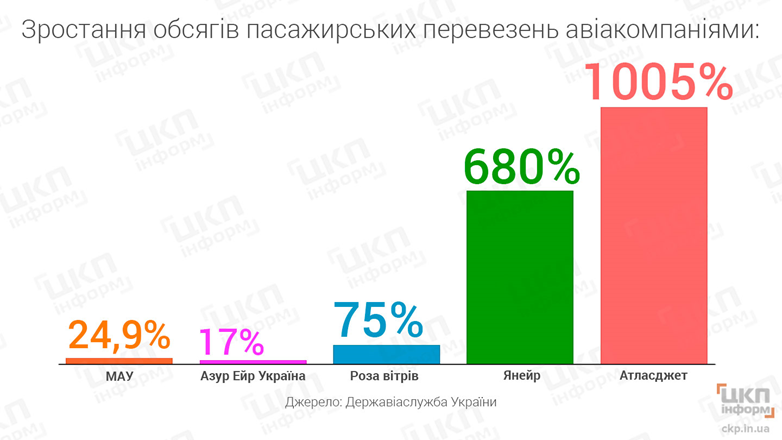 Зростання обсягів пасажирських перевезень авіакомпаніями:
1005%
680%
75%
24,9%
17%
МАУ
Азур Ейр Україна
Роза вітрів
Янейр
Атласджет
Джерело: Державіаслужба України
ЦКП
інформ
ckp.in.ua